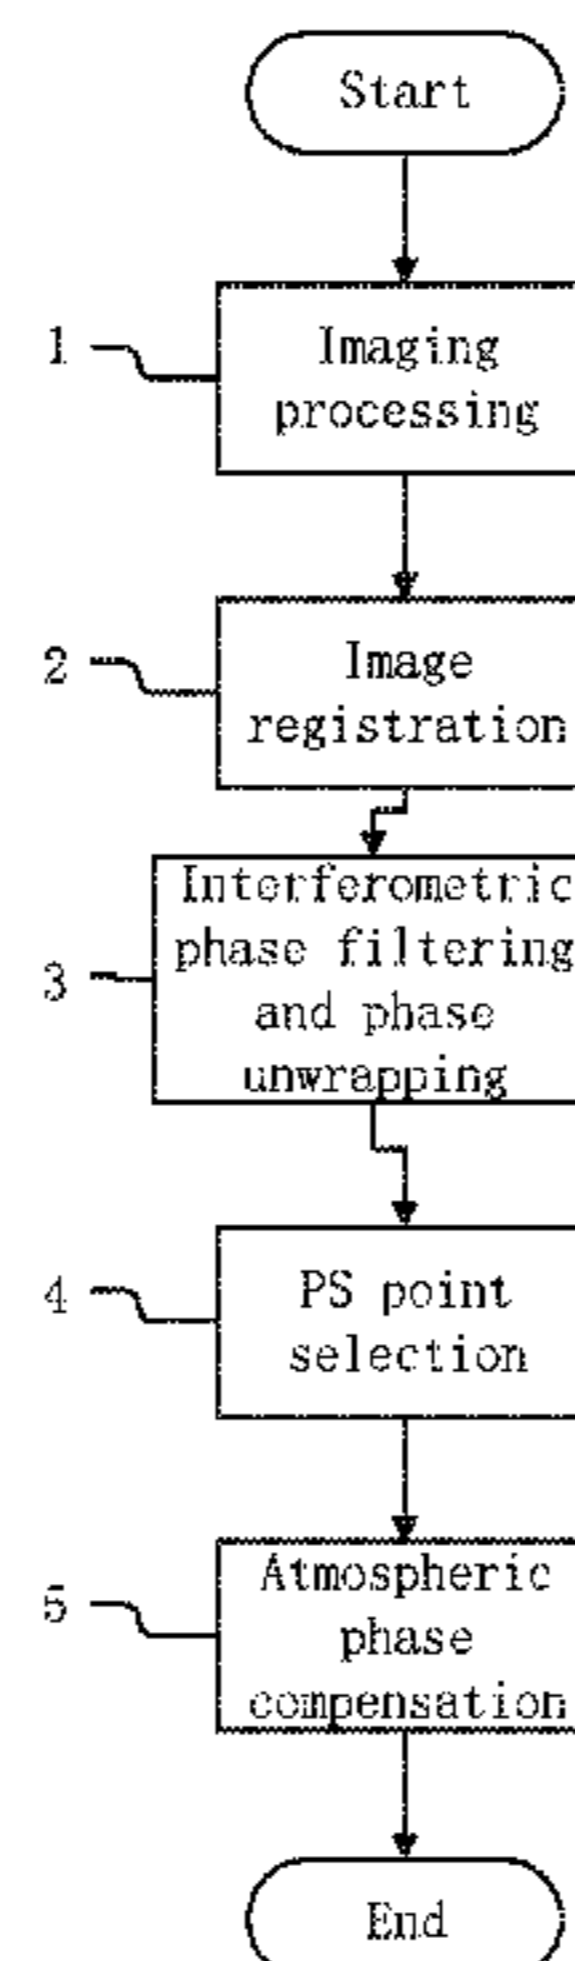 Start
1
Imaging
processing
2
Image
registration
3
Interferometric
phase filtering
and phase
unwrapping
4
PS point
selection
5
Atmospheric
phase
compensation
End